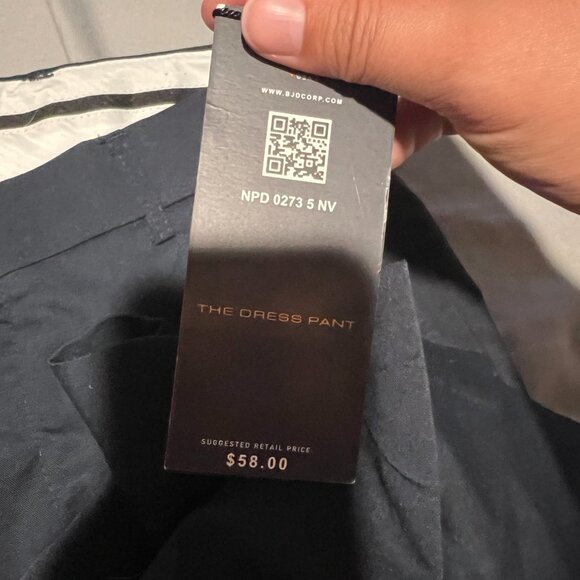 WWW.BJOCORP.COM
NPD 0273 5 NV
THE DRESS PANT
SUGGESTED RETAIL PRICE
$58.00